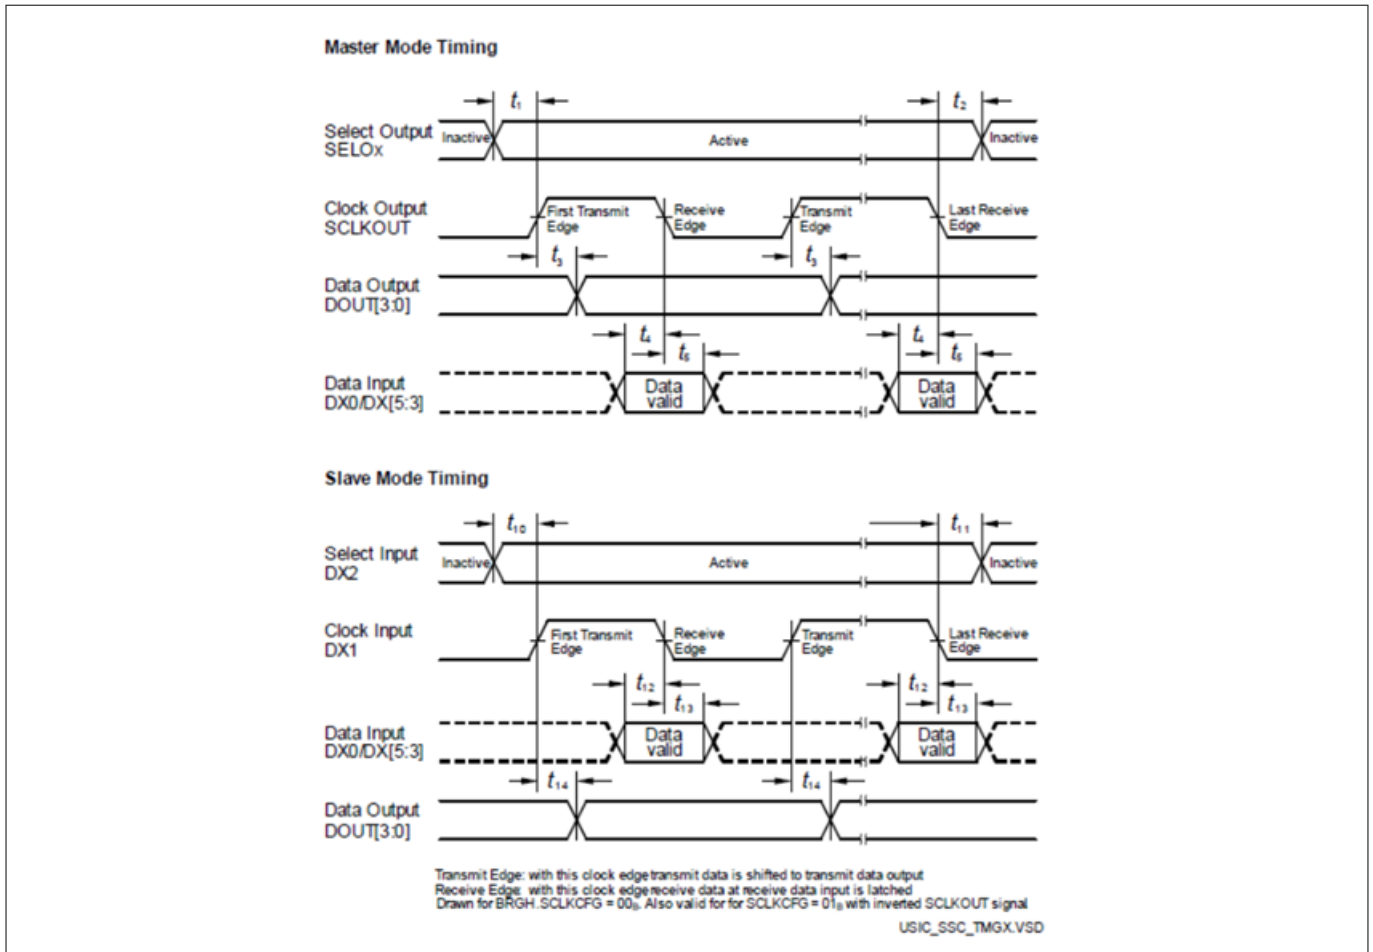 Master Mode Timing
t1
t2
Select Output
SELOx
Inactive
Active
Inactive
Clock Output
SCLKOUT
First Transmit
Edge
Receive
Edge
Transmit
Edge
Last Receive
Edge
t3
t3
Data Output
DOUT[3:0]
t4
t5
t4
t5
Data Input
DX0/DX[5:3]
Data
valid
Data
valid
Slave Mode Timing
t10
t11
Select Input
DX2
Inactive
Active
Inactive
Clock Input
DX1
First Transmit
Edge
Receive
Edge
Transmit
Edge
Last Receive
Edge
t12
t13
t12
t13
Data Input
DX0/DX[5:3]
Data
valid
Data
valid
t14
t14
Data Output
DOUT[3:0]
Transmit Edge: with this clock edge transmit data is shifted to transmit data output
Receive Edge: with this clock edge receive data at receive data input is latched
Drawn for BRGH.SCLKCFG = 00B. Also valid for for SCLKCFG = 01B with inverted SCLKOUT signal
USIC_SSC_TMGX.VSD